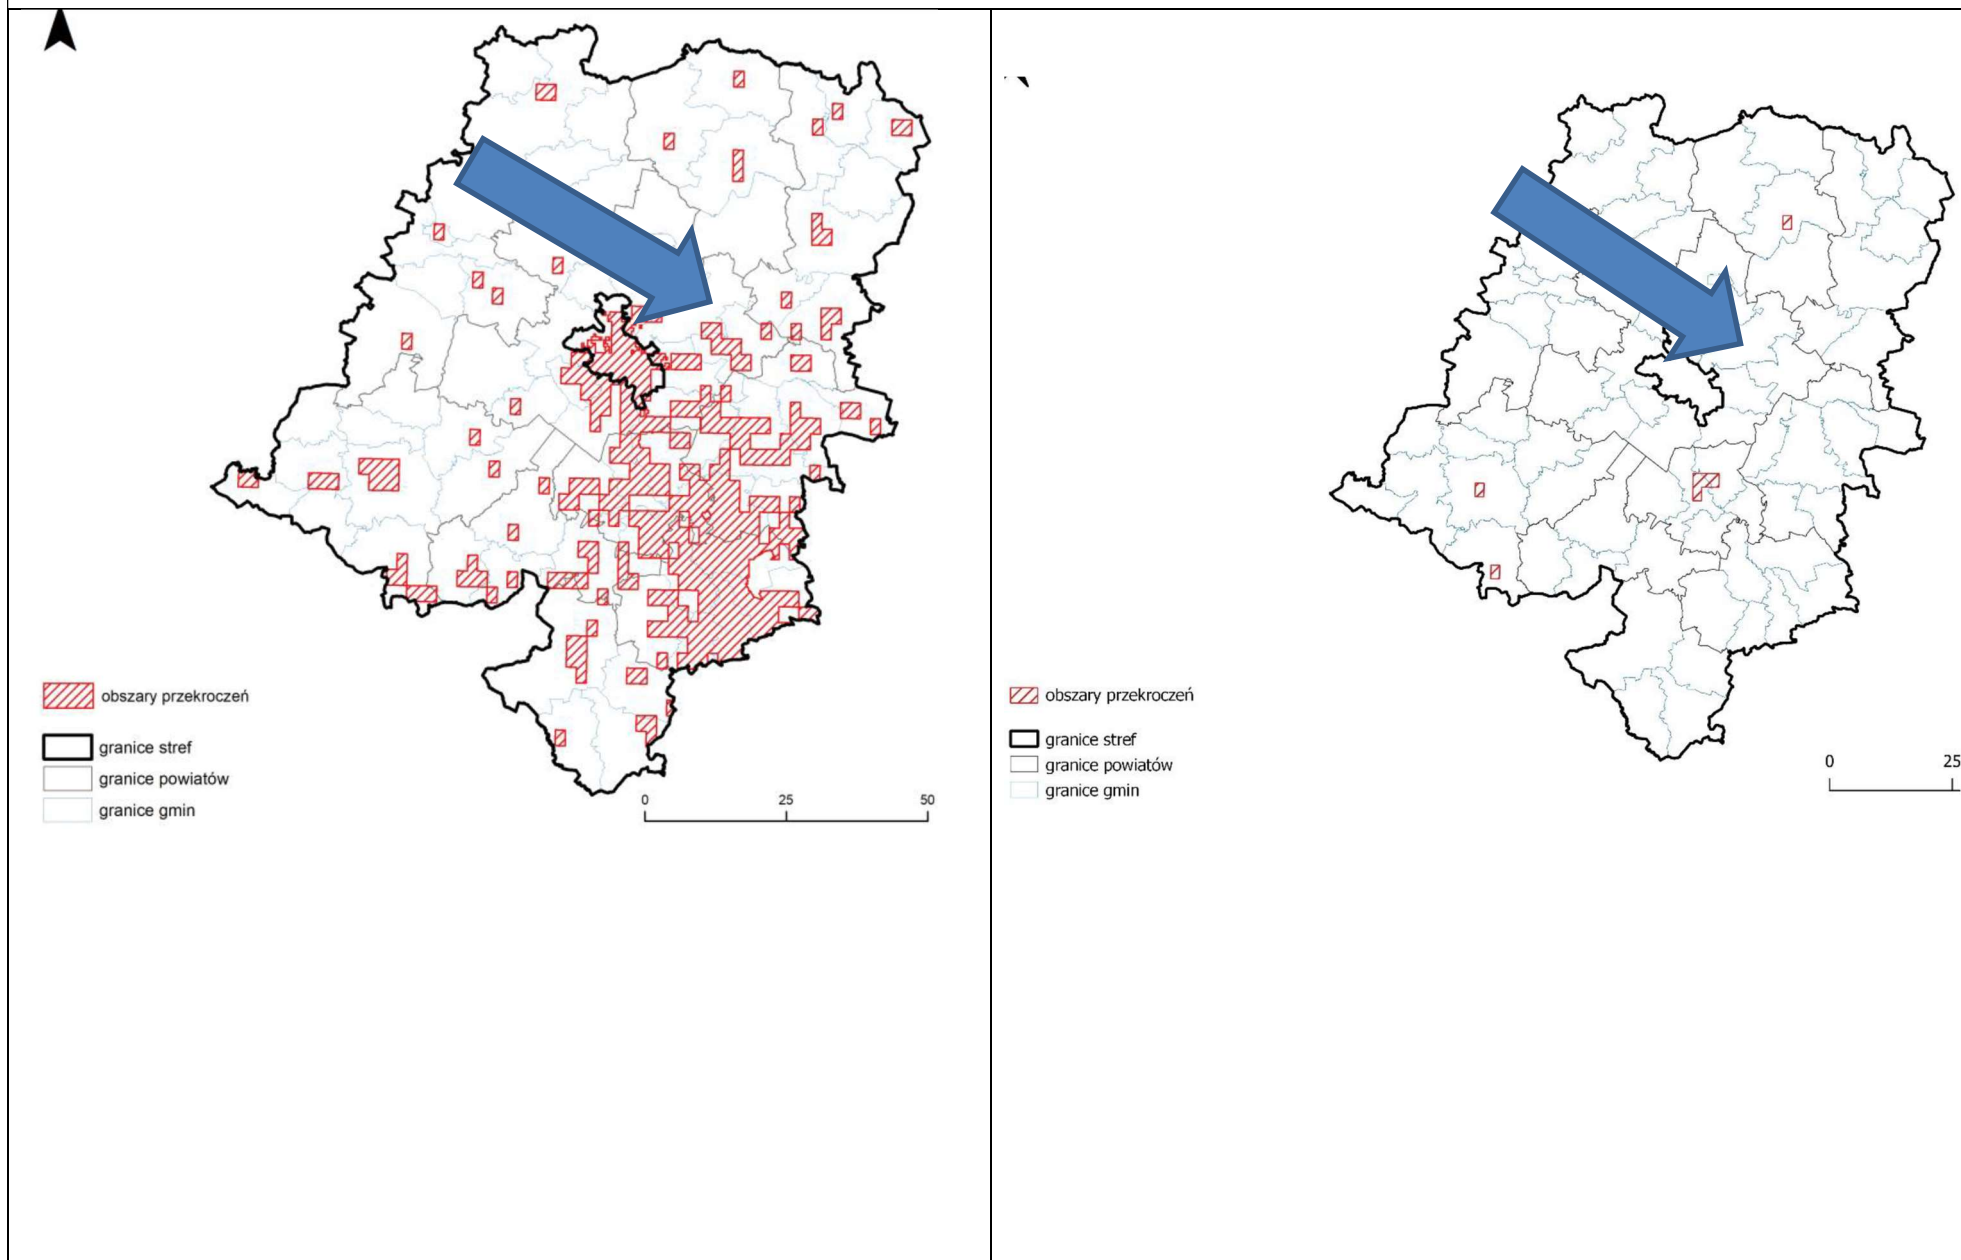 obszary przekroczeń
granice stref
granice powiatów
granice gmin
0 25 50
obszary przekroczeń
granice stref
granice powiatów
granice gmin
0 25